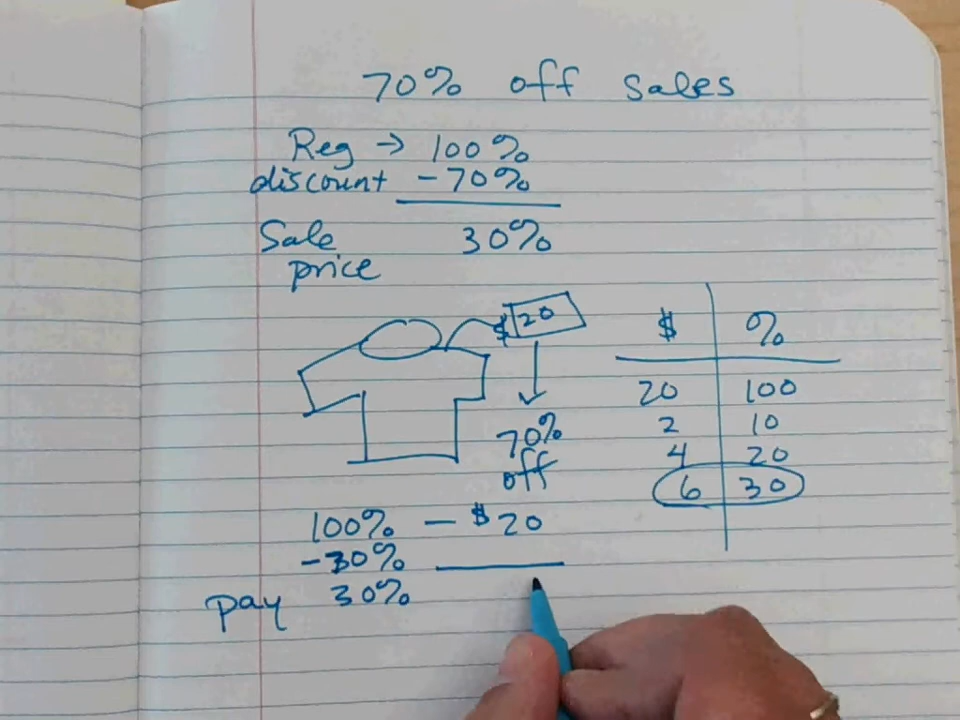 70% off sales
Reg → 100%
discount -70%
Sale 30%
price
$ 20
70%
off
$ %
20 100
2 10
4 20
6 30
100% - $20
-30%
pay 30%